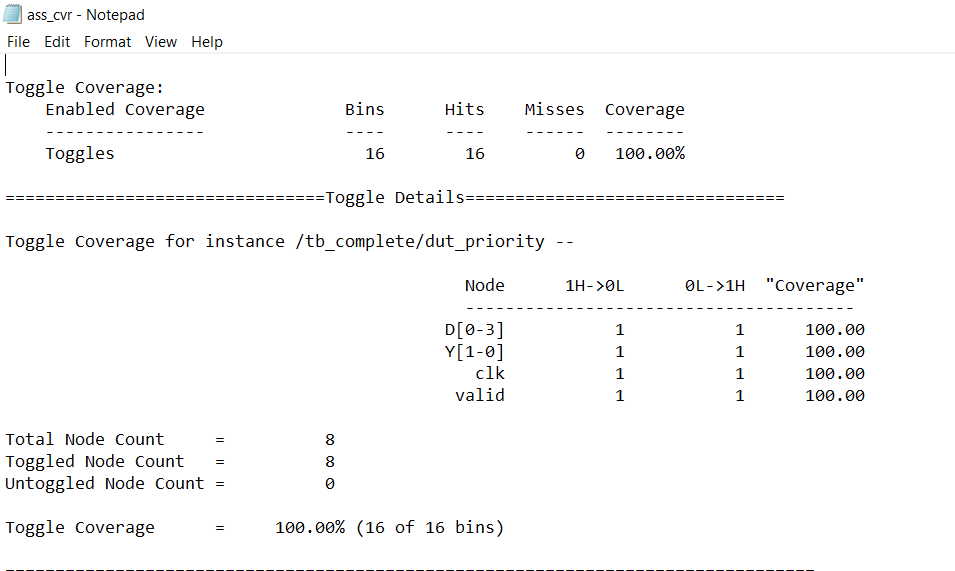 ass_cvr - Notepad
File Edit Format View Help
Toggle Coverage:
    Enabled Coverage              Bins      Hits    Misses  Coverage
    ----------------              ----      ----    ------  --------
    Toggles                         16        16         0   100.00%
================================Toggle Details================================
Toggle Coverage for instance /tb_complete/dut_priority --
                                              Node      1H->0L      0L->1H  "Coverage"
                                              ---------------------------------------
                                            D[0-3]           1           1      100.00
                                            Y[1-0]           1           1      100.00
                                               clk           1           1      100.00
                                             valid           1           1      100.00
Total Node Count     =          8
Toggled Node Count   =          8
Untoggled Node Count =          0
Toggle Coverage      =     100.00% (16 of 16 bins)
---------------------------------------------------------------------------------